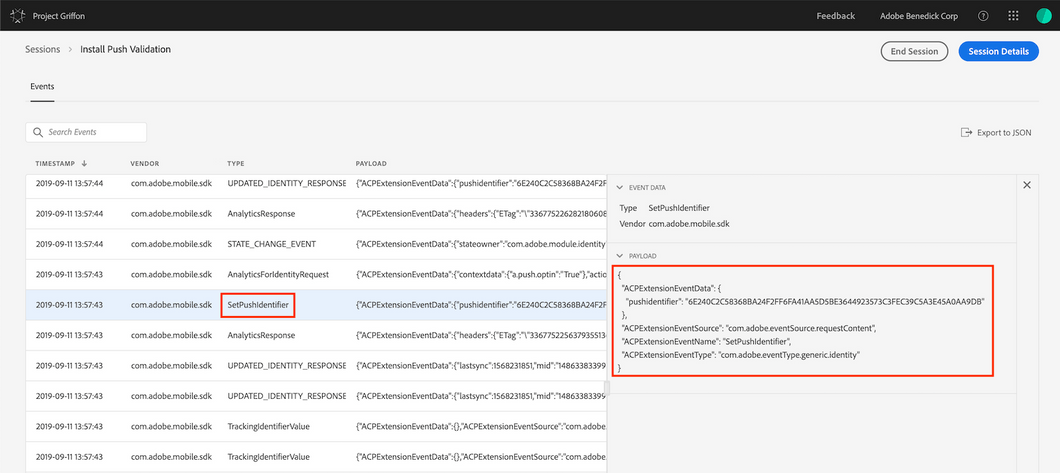 Project Griffon
Feedback
Adobe Benedick Corp
Sessions > Install Push Validation
End Session
Session Details
Events
Search Events
Export to JSON
TIMESTAMP ↓ VENDOR TYPE PAYLOAD
2019-09-11 13:57:44 com.adobe.mobile.sdk UPDATED_IDENTITY_RESPONSE {"ACPExtensionEventData":{"pushidentifier":"6E240C2C58368BA24F2F
2019-09-11 13:57:44 com.adobe.mobile.sdk AnalyticsResponse {"ACPExtensionEventData":{"headers":{"ETag":"\"336775226282180608
2019-09-11 13:57:44 com.adobe.mobile.sdk STATE_CHANGE_EVENT {"ACPExtensionEventData":{"stateowner":"com.adobe.module.identity
2019-09-11 13:57:43 com.adobe.mobile.sdk AnalyticsForIdentityRequest {"ACPExtensionEventData":{"contextdata":{"a.push.optin":"True"},"actio
2019-09-11 13:57:43 com.adobe.mobile.sdk SetPushIdentifier {"ACPExtensionEventData":{"pushidentifier":"6E240C2C58368BA24F2F
2019-09-11 13:57:43 com.adobe.mobile.sdk AnalyticsResponse {"ACPExtensionEventData":{"headers":{"ETag":"\"336775225637935513
2019-09-11 13:57:43 com.adobe.mobile.sdk UPDATED_IDENTITY_RESPONSE {"ACPExtensionEventData":{"lastsync":1568231851,"mid":"14863383399
2019-09-11 13:57:43 com.adobe.mobile.sdk UPDATED_IDENTITY_RESPONSE {"ACPExtensionEventData":{"lastsync":1568231851,"mid":"14863383399
2019-09-11 13:57:43 com.adobe.mobile.sdk TrackingIdentifierValue {"ACPExtensionEventData":{},"ACPExtensionEventSource":"com.adob
2019-09-11 13:57:43 com.adobe.mobile.sdk TrackingIdentifierValue {"ACPExtensionEventData":{},"ACPExtensionEventSource":"com.adob
EVENT DATA
Type SetPushIdentifier
Vendor com.adobe.mobile.sdk
PAYLOAD
{
"ACPExtensionEventData": {
"pushidentifier": "6E240C2C58368BA24F2FF6FA41AA5D5BE3644923573C3FEC39C5A3E45A0AA9DB"
},
"ACPExtensionEventSource": "com.adobe.eventSource.requestContent",
"ACPExtensionEventName": "SetPushIdentifier",
"ACPExtensionEventType": "com.adobe.eventType.generic.identity"
}